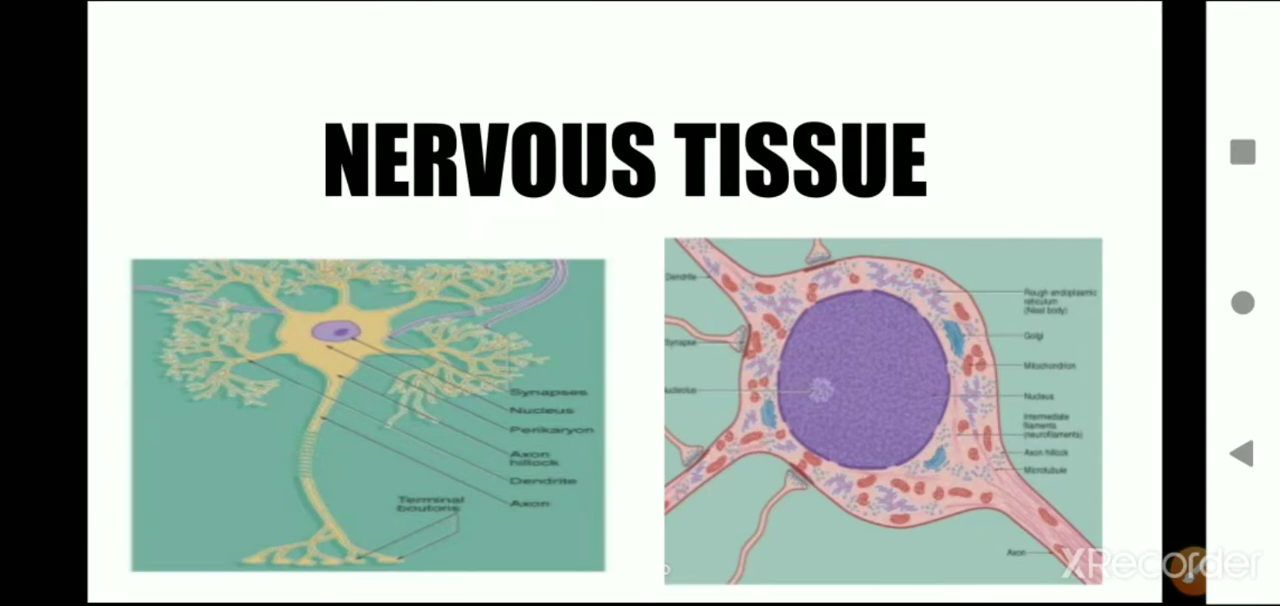 NERVOUS TISSUE
Synapses
Nucleus
Perikaryon
Axon
hillock
Dendrite
Axon
Terminal
boutons
Dendrite
Synapse
Nucleolus
Rough endoplasmic
reticulum
(Nissl body)
Golgi
Mitochondrion
Nucleus
Intermediate
filaments
(neurofilaments)
Axon hillock
Microtubule
Axon
XRecorder